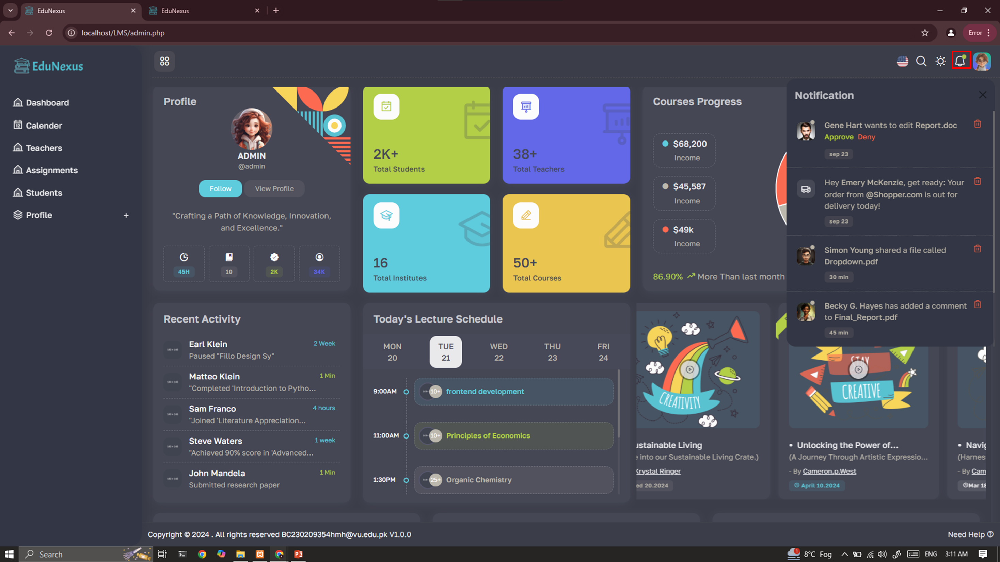 EduNexus
EduNexus
localhost/LMS/admin.php
Error
EduNexus
Dashboard
Calender
Teachers
Assignments
Students
Profile +
Profile
ADMIN
@admin
Follow
View Profile
"Crafting a Path of Knowledge, Innovation,
and Excellence."
45H
10
2K
34K
2K+
Total Students
38+
Total Teachers
16
Total Institutes
50+
Total Courses
Courses Progress
$68,200
Income
$45,587
Income
$49k
Income
86.90% More Than last month
Notification
Gene Hart wants to edit Report.doc
Approve Deny
sep 23
Hey Emery McKenzie, get ready: Your
order from @Shopper.com is out for
delivery today!
sep 23
Simon Young shared a file called
Dropdown.pdf
30 min
Becky G. Hayes has added a comment
to Final_Report.pdf
45 min
Recent Activity
Earl Klein 2 Week
Paused "Fillo Design Sy"
Matteo Klein 1 Min
"Completed 'Introduction to Pytho...
Sam Franco 4 hours
"Joined 'Literature Appreciation...
Steve Waters 1 week
"Achieved 90% score in 'Advanced...
John Mandela 1 Min
Submitted research paper
Today's Lecture Schedule
MON TUE WED THU FRI
20 21 22 23 24
9:00AM 10+ frontend development
11:00AM 10+ Principles of Economics
1:30PM 25+ Organic Chemistry
CREATIVITY
ustainable Living
e into our Sustainable Living Crate.)
Krystal Ringer
ed 20.2024
STAY
CREATIVE
• Unlocking the Power of...
(A Journey Through Artistic Expressio...
- By Cameron.p.West
April 10.2024
• Navig
(Harnes
- By Cam
Mar 18
Copyright © 2024 . All rights reserved BC230209354hmh@vu.edu.pk V1.0.0
Need Help
Search
1
8°C Fog
ENG
3:11 AM